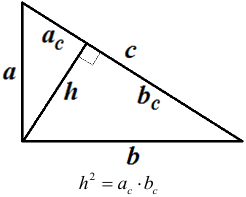 a_c
c
a
h
b_c
b
h² = a_c · b_c